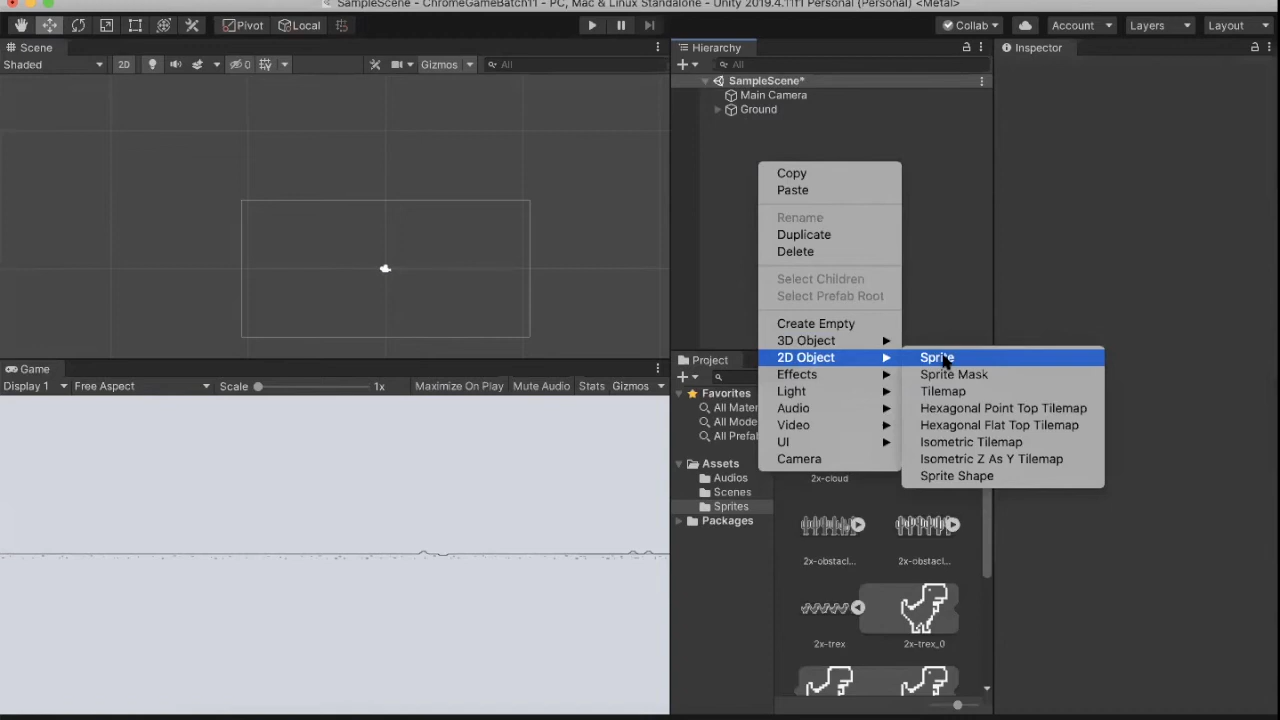 SampleScene - ChromeGameBatch11 - PC, Mac & Linux Standalone - Unity 2019.4.11f1 Personal (Personal) <Metal>
Pivot Local Collab Account Layers Layout
Scene
Shaded 2D 0 Gizmos All
Hierarchy
All
SampleScene*
Main Camera
Ground
Inspector
Copy
Paste
Rename
Duplicate
Delete
Select Children
Select Prefab Root
Create Empty
3D Object
2D Object
Effects
Light
Audio
Video
UI
Camera
Sprite
Sprite Mask
Tilemap
Hexagonal Point Top Tilemap
Hexagonal Flat Top Tilemap
Isometric Tilemap
Isometric Z As Y Tilemap
Sprite Shape
Game
Display 1 Free Aspect Scale 1x Maximize On Play Mute Audio Stats Gizmos
Project
Favorites
All Mater
All Mode
All Prefa
Assets
Audios
Scenes
Sprites
Packages
2x-cloud
2x-obstacl... 2x-obstacl...
2x-trex 2x-trex_0